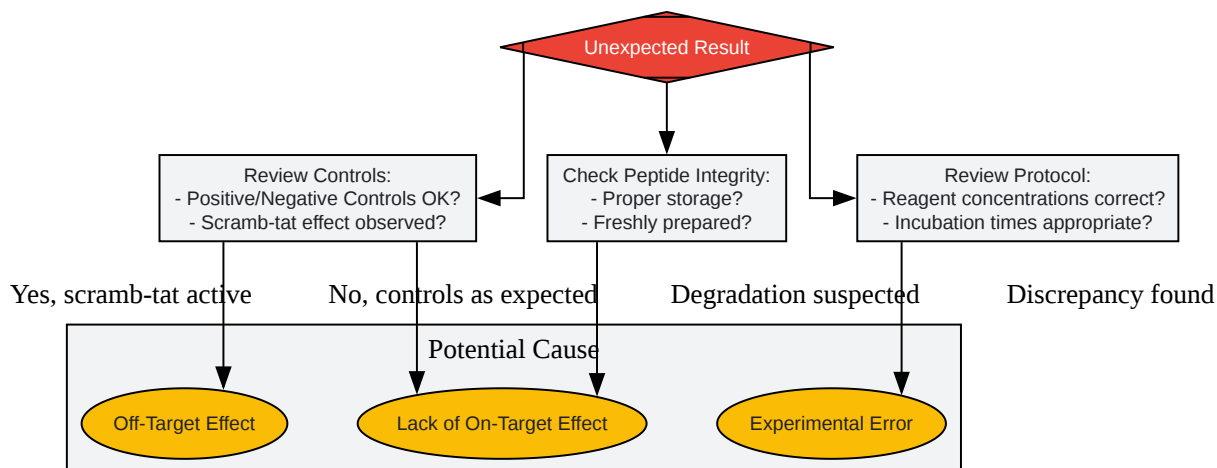 Unexpected Result
Review Controls:
- Positive/Negative Controls OK?
- Scramb-tat effect observed?
Check Peptide Integrity:
- Proper storage?
- Freshly prepared?
Review Protocol:
- Reagent concentrations correct?
- Incubation times appropriate?
Yes, scramb-tat active
No, controls as expected
Degradation suspected
Discrepancy found
Potential Cause
Off-Target Effect
Lack of On-Target Effect
Experimental Error